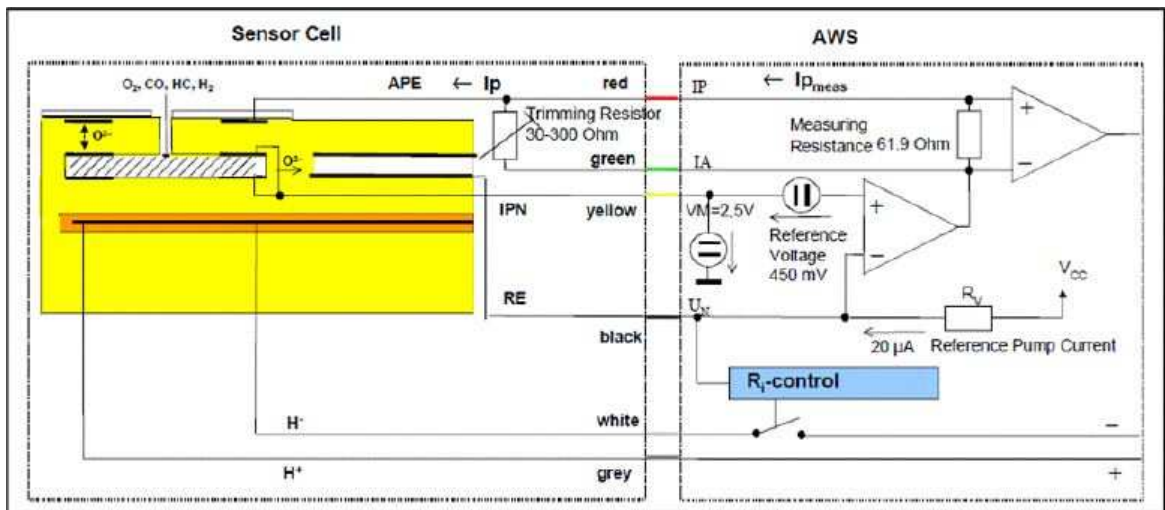 Sensor Cell
AWS
O₂, CO, HC, H₂
APE
← Ip
red
IP
← Ip_meas
O²⁻
Trimming Resistor
30-300 Ohm
Measuring
Resistance 61.9 Ohm
+
−
green
IA
O²⁻
IPN
yellow
VM=2,5V
Reference
Voltage
450 mV
+
−
RE
U_N
black
R_V
V_CC
20 µA
Reference Pump Current
R_i-control
H⁻
white
−
H⁺
grey
+